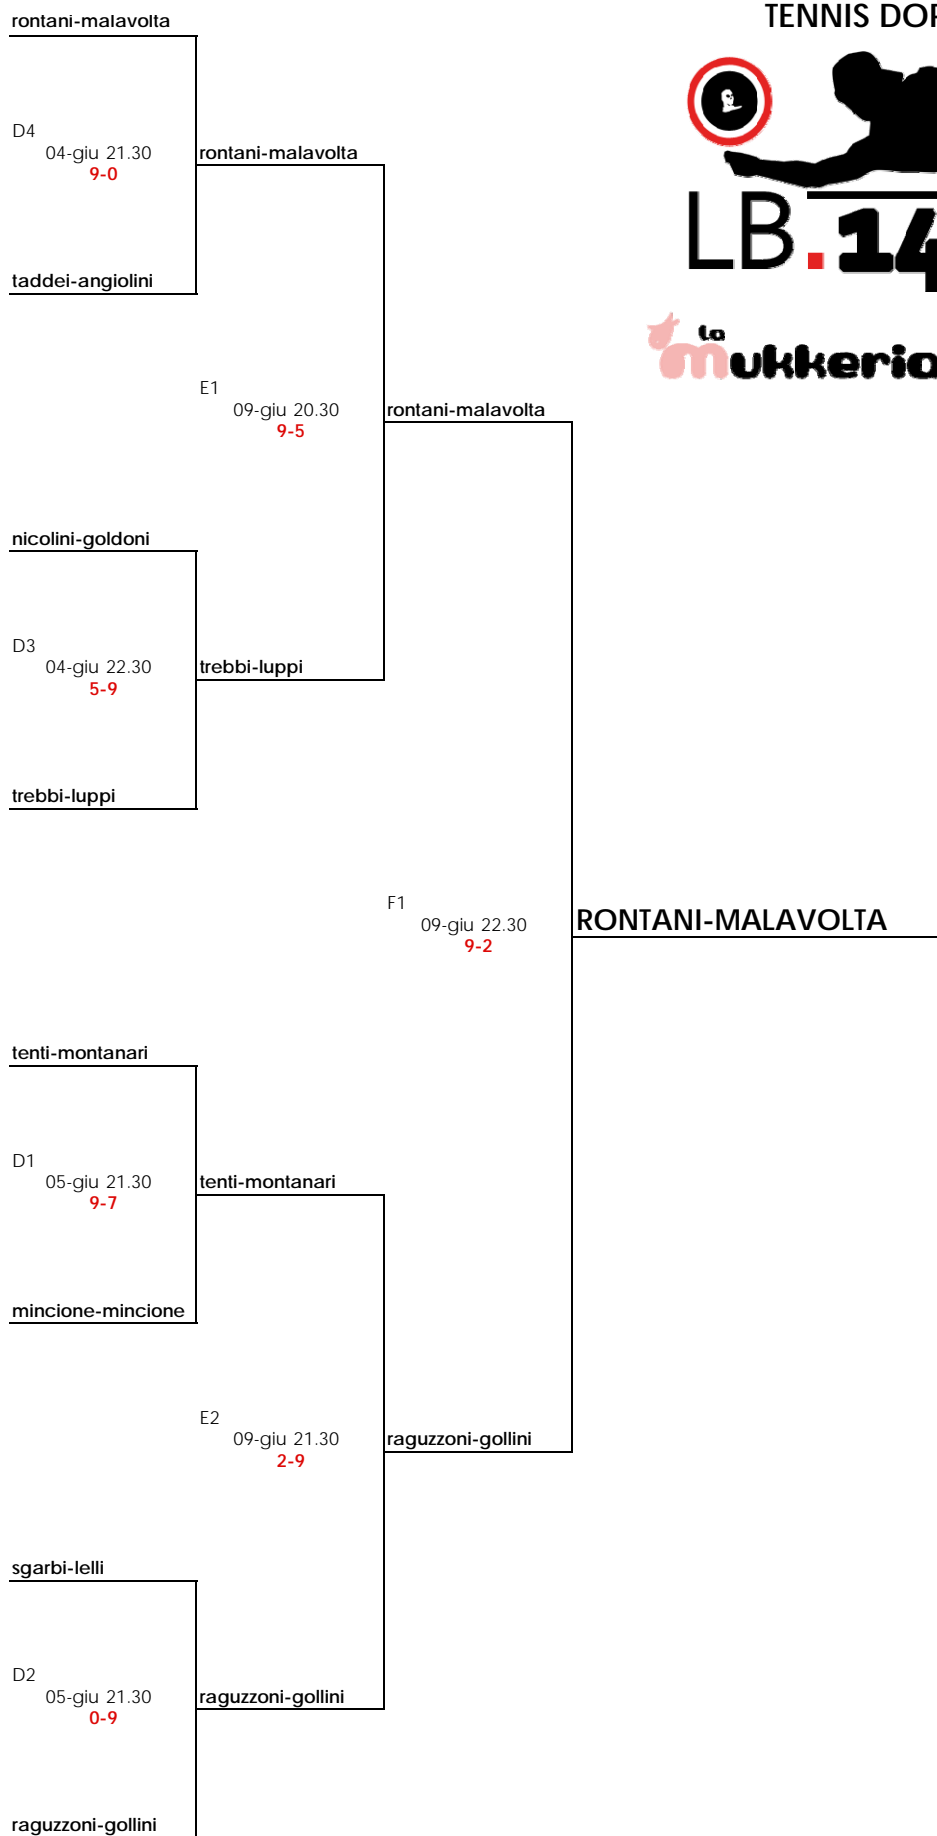 rontani-malavolta
TENNIS DOP
D4
04-giu 21.30
9-0
rontani-malavolta
LB.14
taddei-angiolini
la
mukkeria
E1
09-giu 20.30
9-5
rontani-malavolta
nicolini-goldoni
D3
04-giu 22.30
5-9
trebbi-luppi
trebbi-luppi
F1
09-giu 22.30
9-2
RONTANI-MALAVOLTA
tenti-montanari
D1
05-giu 21.30
9-7
tenti-montanari
mincione-mincione
E2
09-giu 21.30
2-9
raguzzoni-gollini
sgarbi-lelli
D2
05-giu 21.30
0-9
raguzzoni-gollini
raguzzoni-gollini